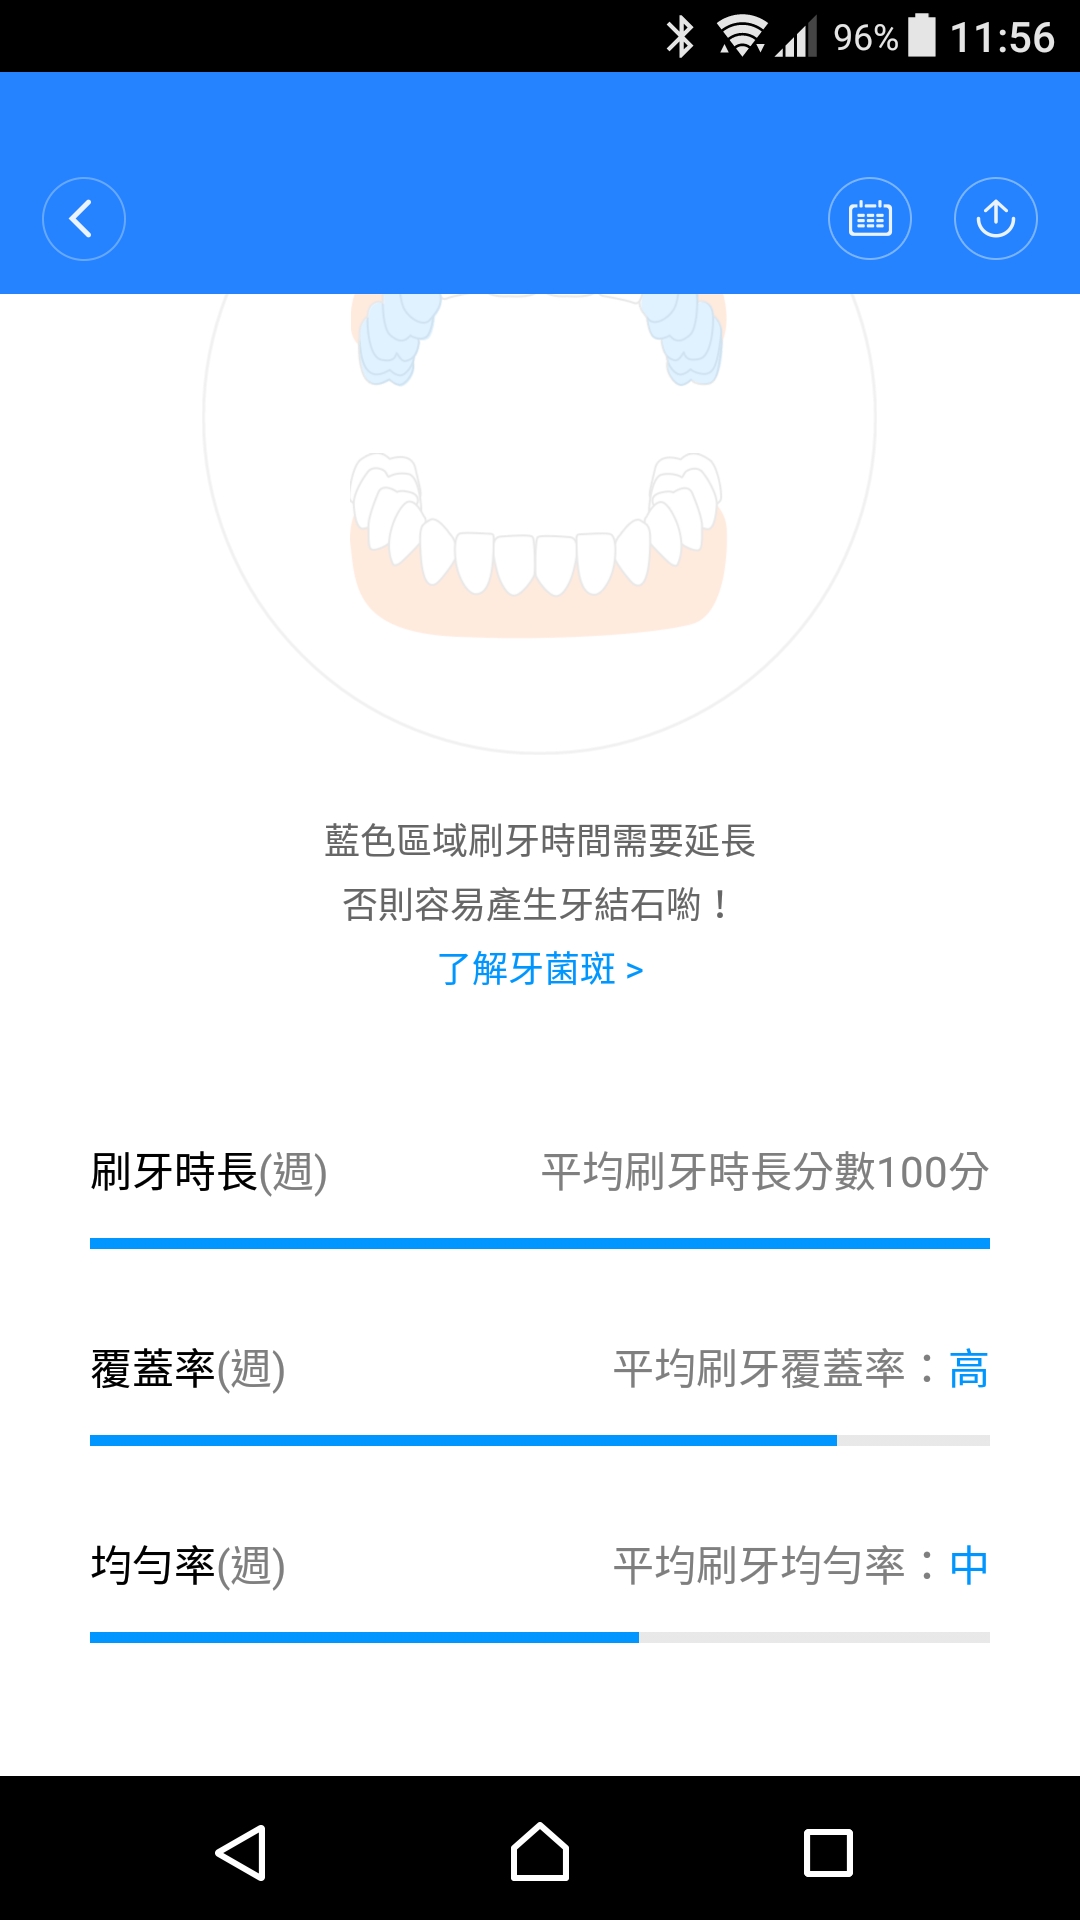 96% 11:56
藍色區域刷牙時間需要延長
否則容易產生牙結石喲！
了解牙菌斑 >
刷牙時長(週) 平均刷牙時長分數100分
覆蓋率(週) 平均刷牙覆蓋率：高
均勻率(週) 平均刷牙均勻率：中